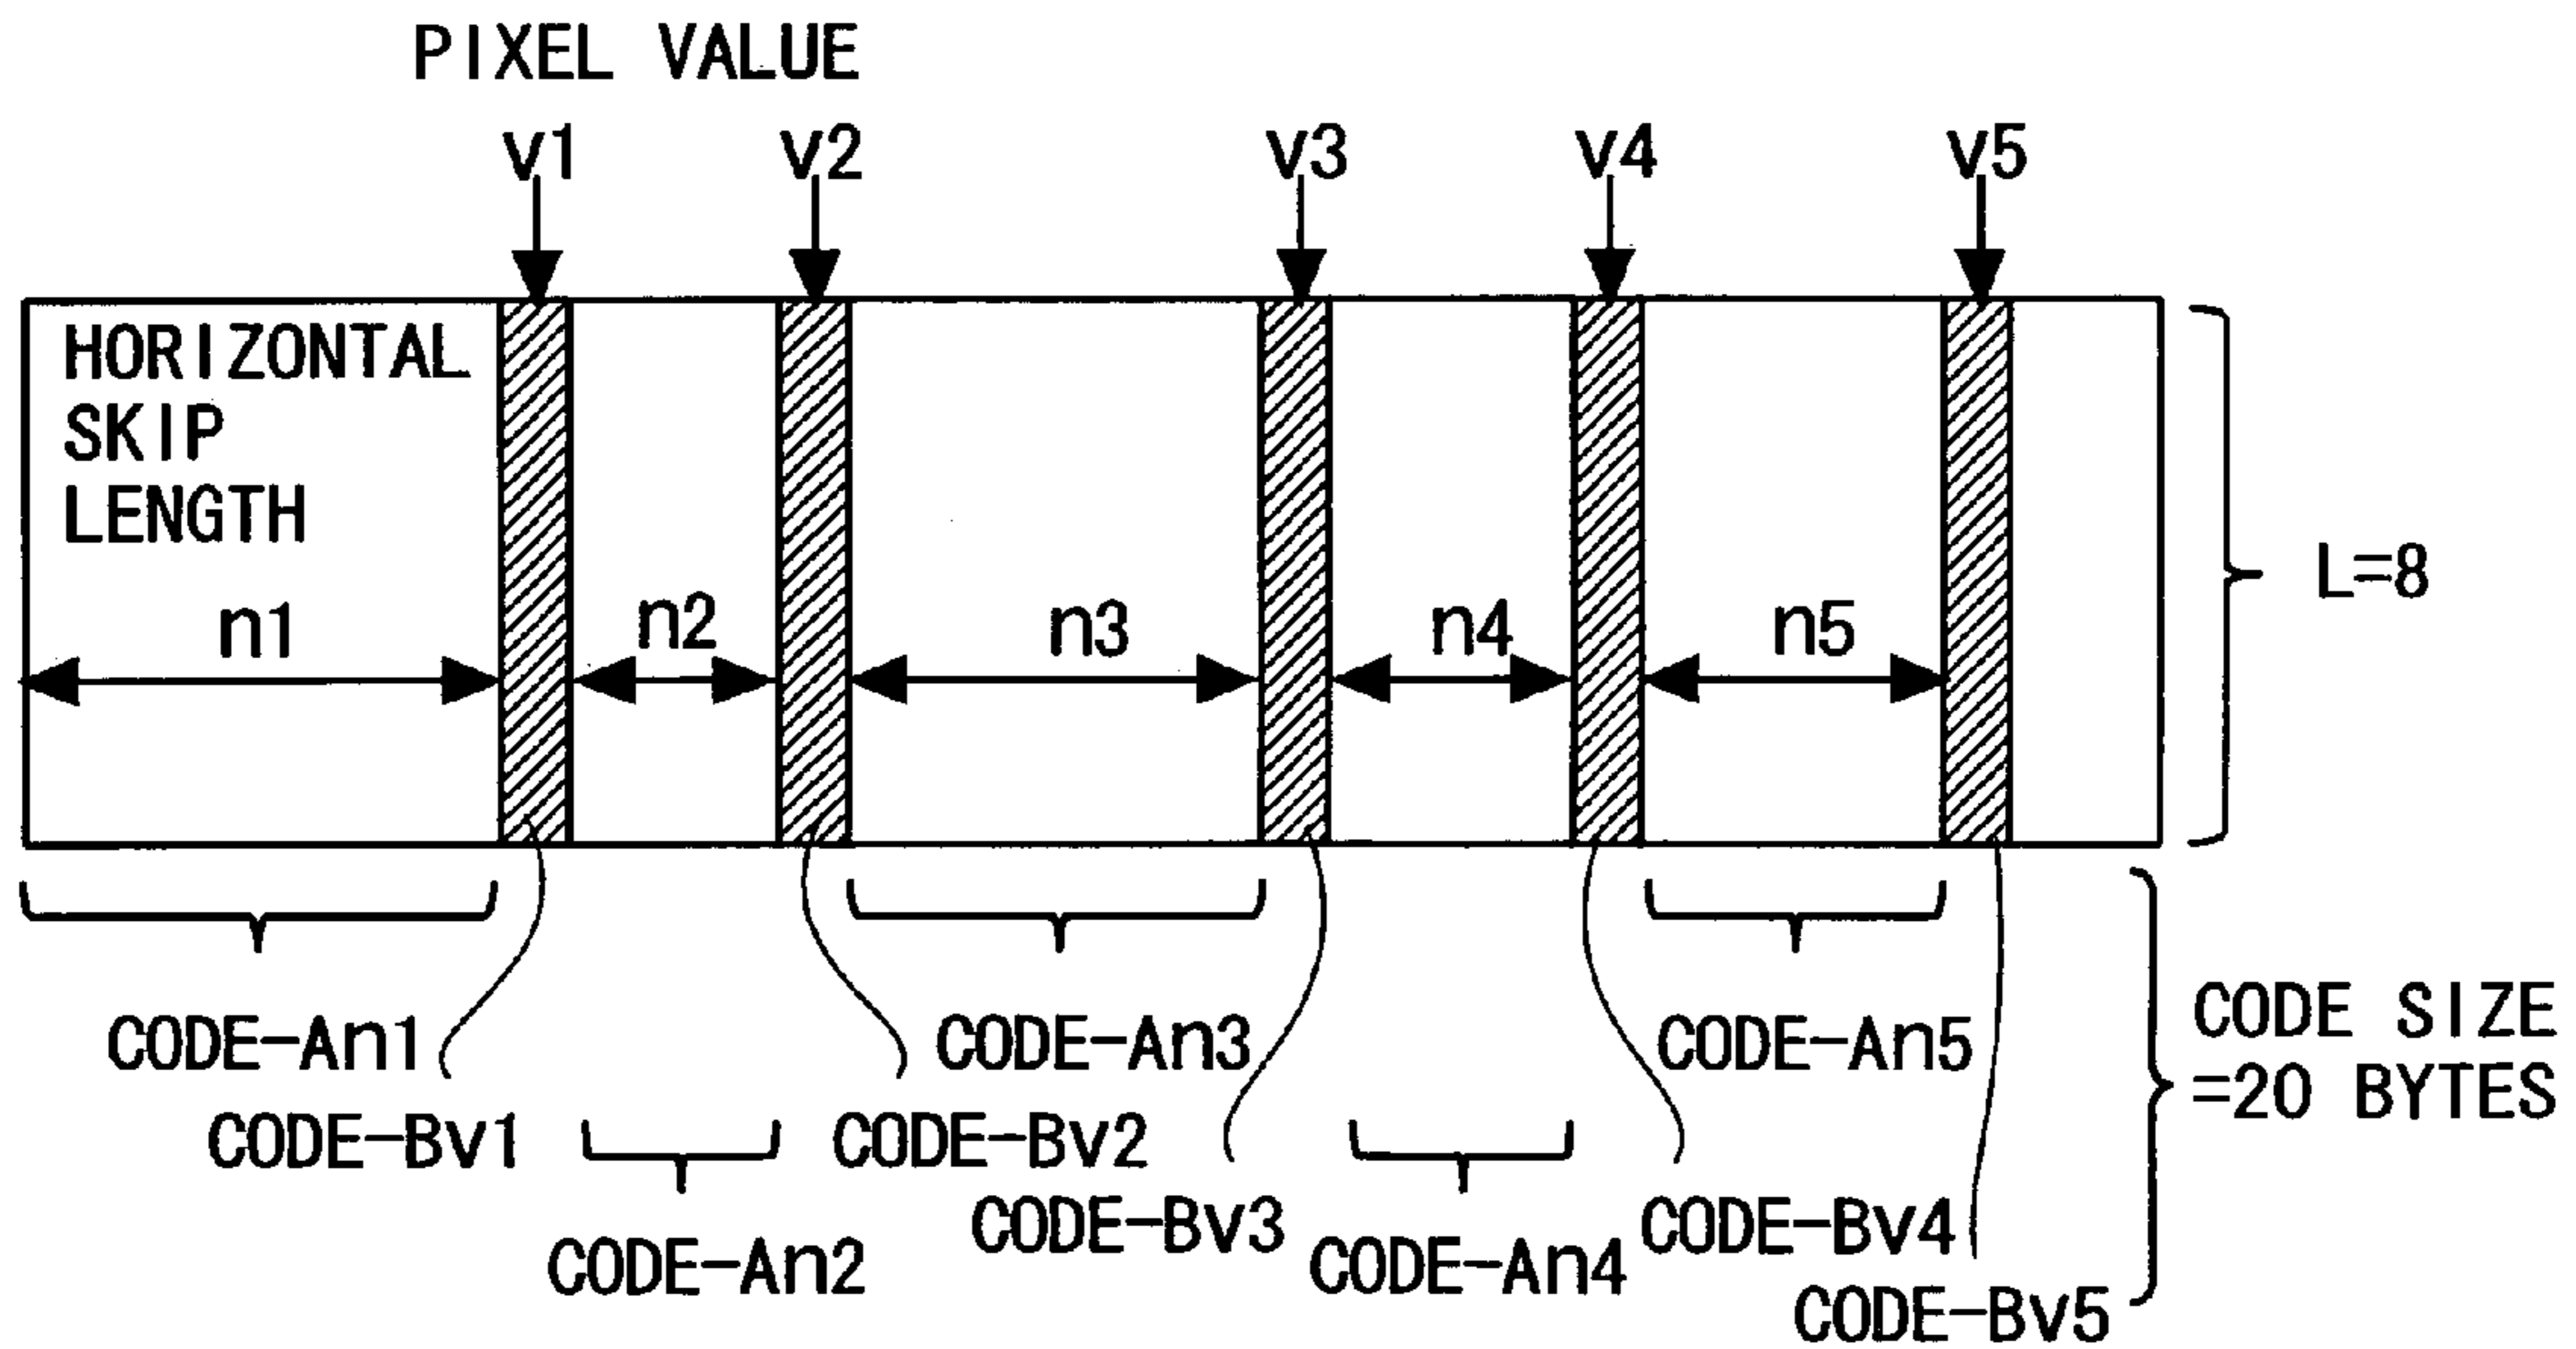 PIXEL VALUE
v1 v2 v3 v4 v5
HORIZONTAL
SKIP
LENGTH
n1 n2 n3 n4 n5
L=8
CODE-An1 CODE-An3 CODE-An5
CODE-Bv1 CODE-Bv2
CODE-Bv3 CODE-Bv4
CODE-An2 CODE-An4
CODE-Bv5
CODE SIZE
=20 BYTES